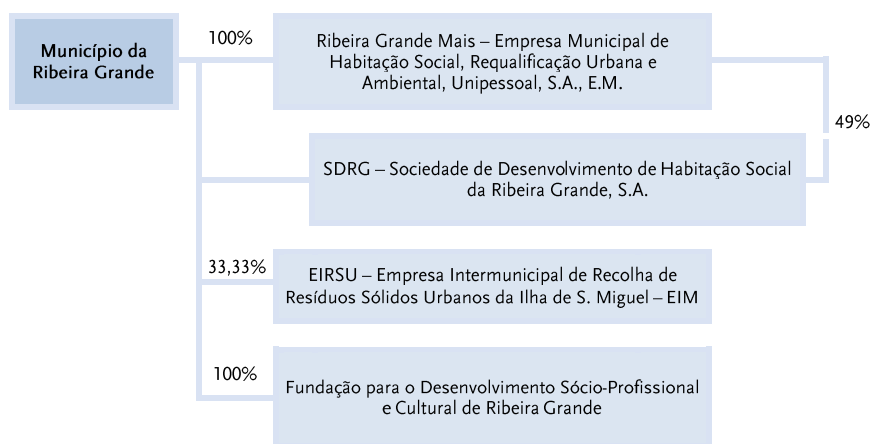 Município da
Ribeira Grande
100%
Ribeira Grande Mais – Empresa Municipal de
Habitação Social, Requalificação Urbana e
Ambiental, Unipessoal, S.A., E.M.
49%
SDRG – Sociedade de Desenvolvimento de Habitação Social
da Ribeira Grande, S.A.
33,33%
EIRSU – Empresa Intermunicipal de Recolha de
Resíduos Sólidos Urbanos da Ilha de S. Miguel – EIM
100%
Fundação para o Desenvolvimento Sócio-Profissional
e Cultural de Ribeira Grande